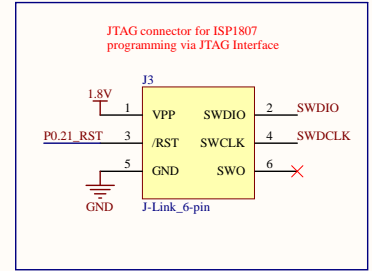 JTAG connector for ISP1807
programming via JTAG Interface
J3
1.8V
1 VPP SWDIO 2 SWDIO
P0.21_RST 3 /RST SWCLK 4 SWDCLK
5 GND SWO 6
GND J-Link_6-pin